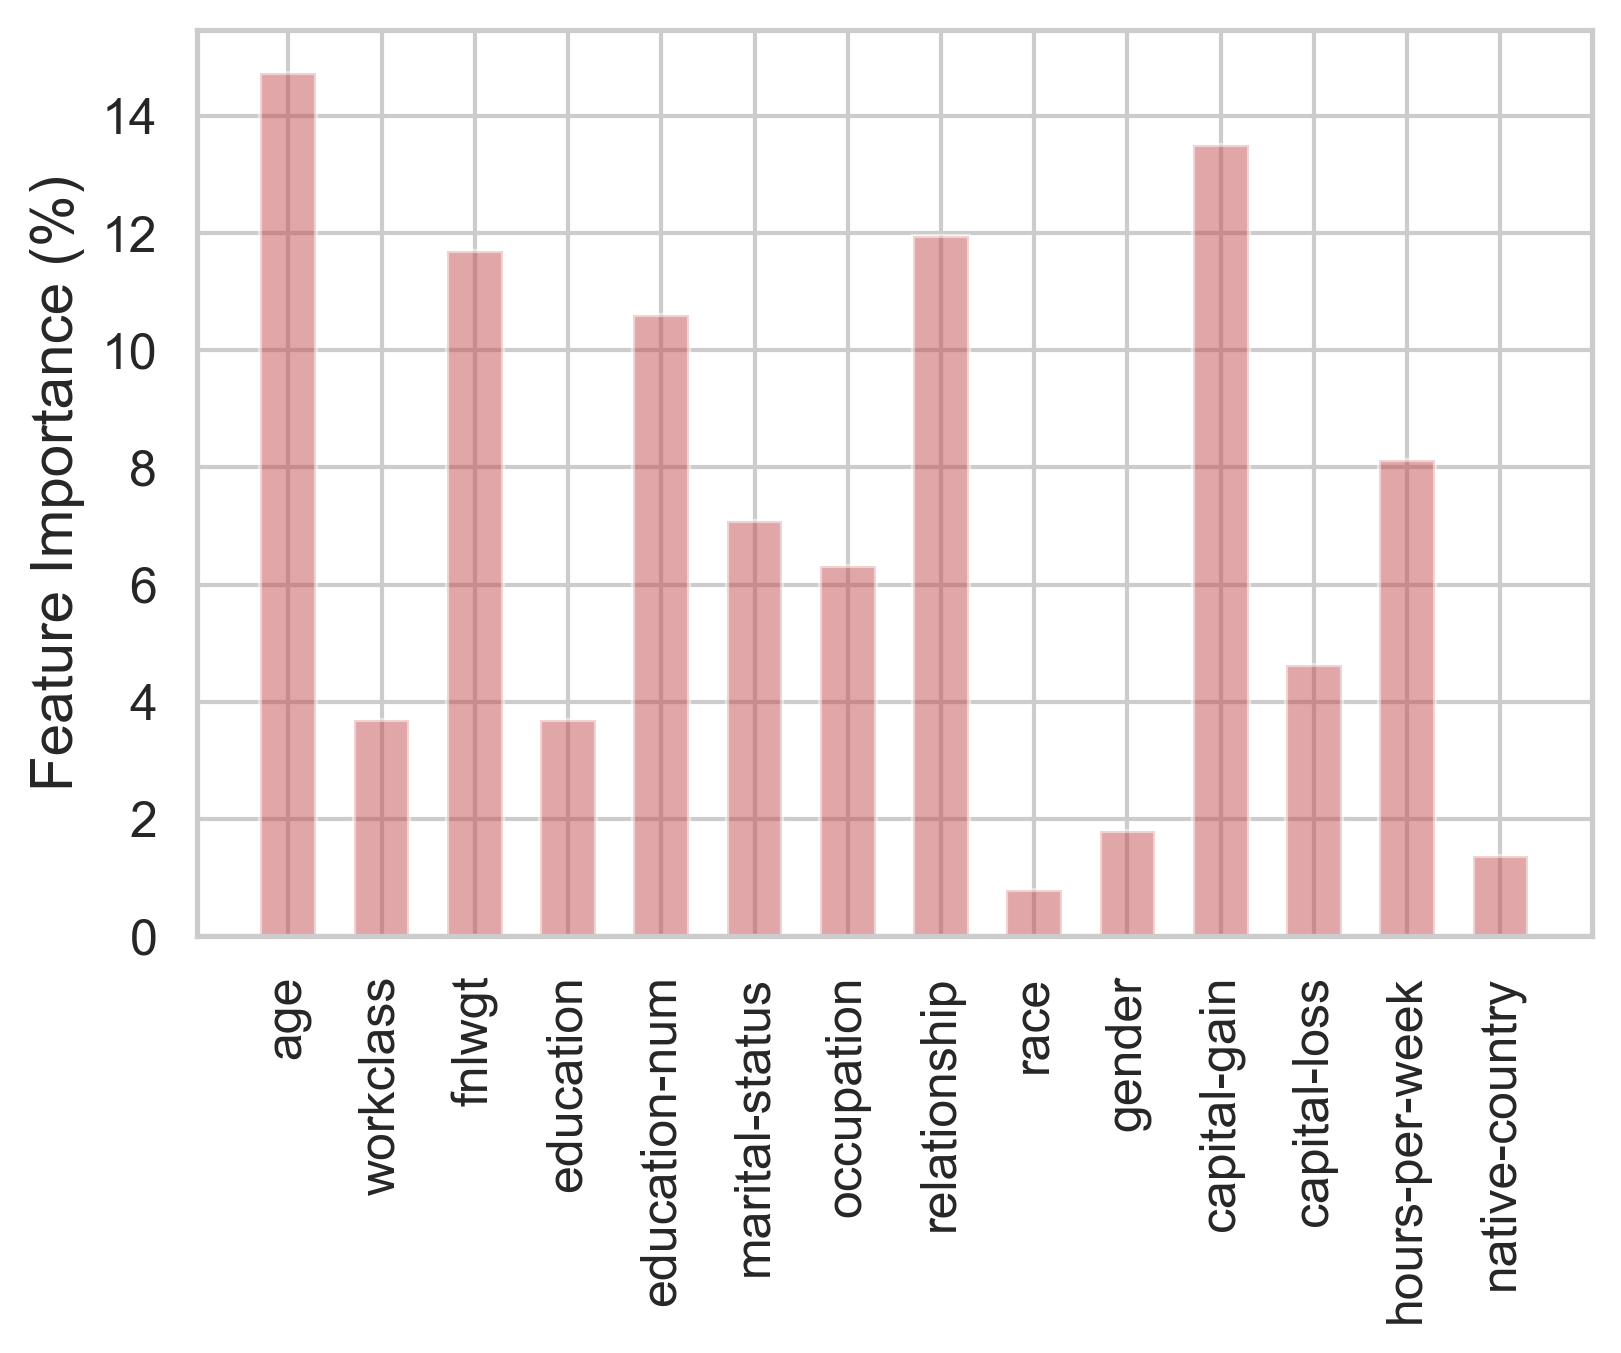 Feature Importance (%)
14
12
10
8
6
4
2
0
age
workclass
fnlwgt
education
education-num
marital-status
occupation
relationship
race
gender
capital-gain
capital-loss
hours-per-week
native-country